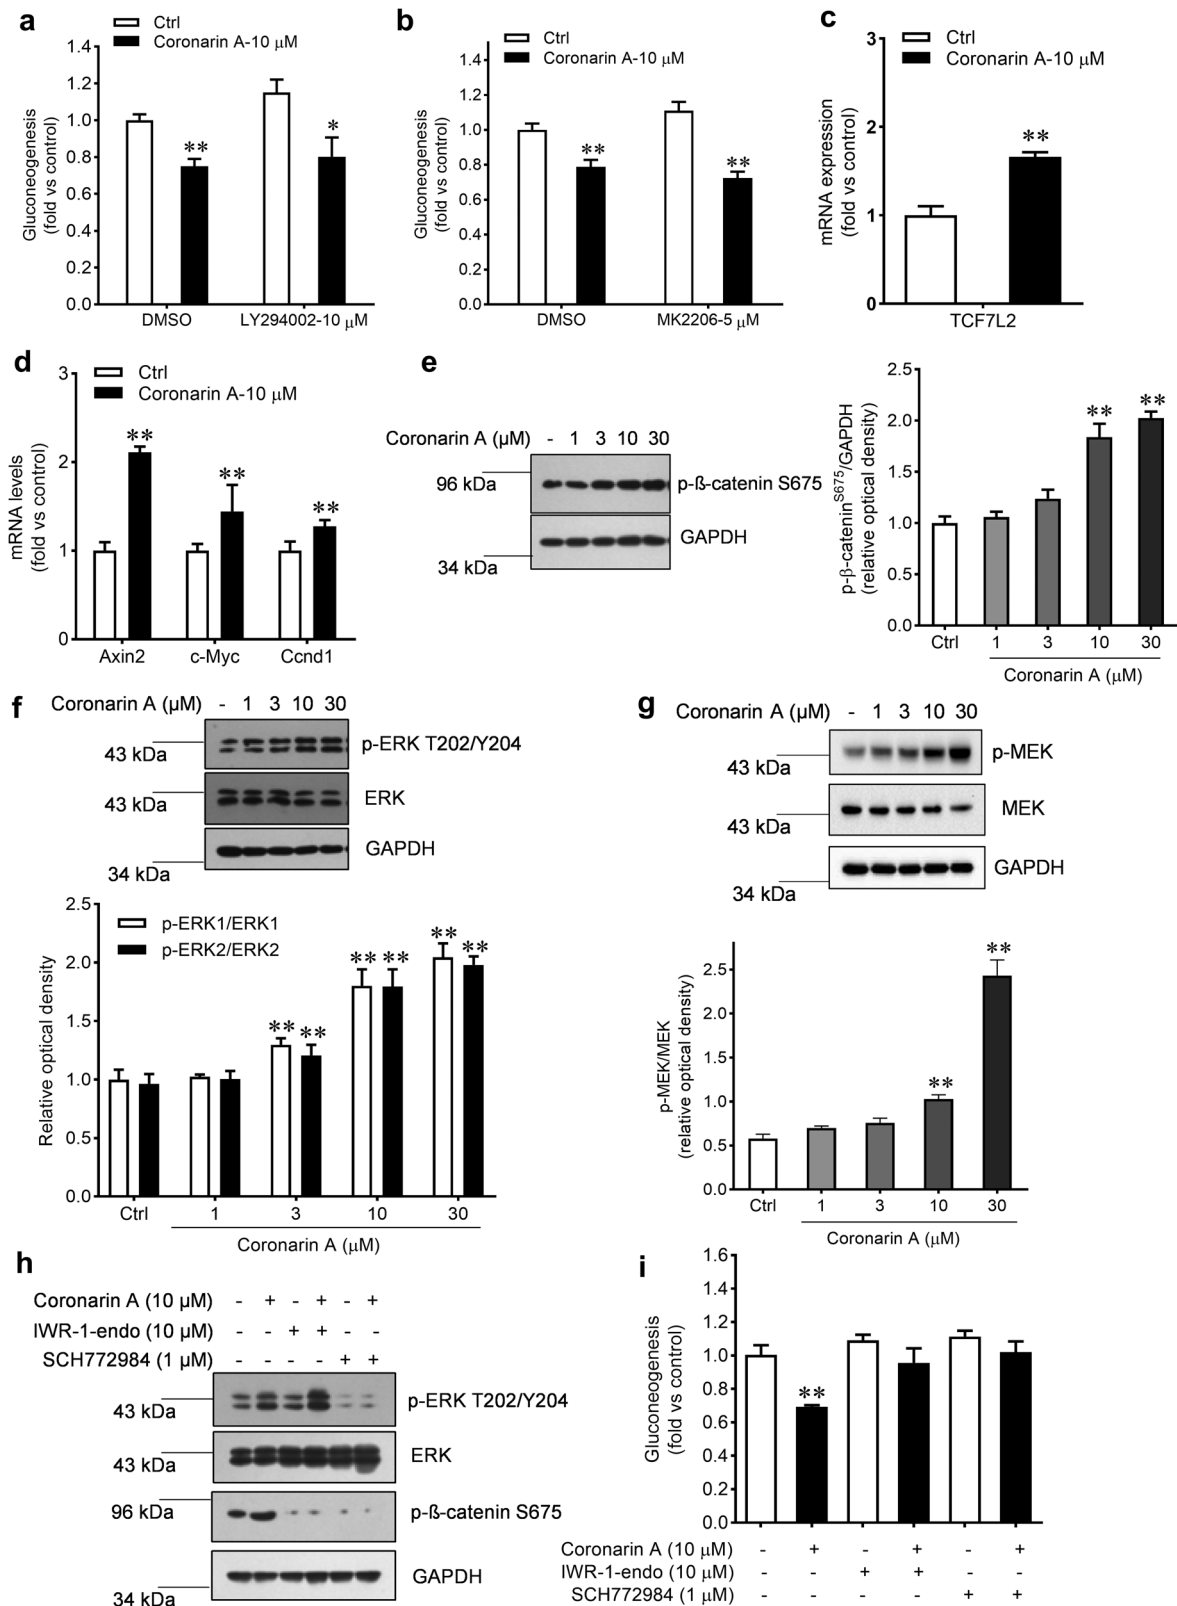 a
Ctrl
Coronarin A-10 μM
1.4
1.2
1.0
0.8
0.6
0.4
0.2
0.0
Gluconeogenesis
(fold vs control)
**
*
DMSO
LY294002-10 μM
b
Ctrl
Coronarin A-10 μM
1.4
1.2
1.0
0.8
0.6
0.4
0.2
0.0
Gluconeogenesis
(fold vs control)
**
**
DMSO
MK2206-5 μM
c
Ctrl
Coronarin A-10 μM
3
2
1
0
mRNA expression
(fold vs control)
**
TCF7L2
d
Ctrl
Coronarin A-10 μM
3
2
1
0
mRNA levels
(fold vs control)
**
**
**
Axin2
c-Myc
Ccnd1
e
Coronarin A (μM) - 1 3 10 30
96 kDa
p-ß-catenin S675
GAPDH
34 kDa
2.5
2.0
1.5
1.0
0.5
0.0
p-β-catenin^S675/GAPDH
(relative optical density)
**
**
Ctrl 1 3 10 30
Coronarin A (μM)
f
Coronarin A (μM) - 1 3 10 30
43 kDa
p-ERK T202/Y204
43 kDa
ERK
GAPDH
34 kDa
2.5
2.0
1.5
1.0
0.5
0.0
Relative optical density
p-ERK1/ERK1
p-ERK2/ERK2
** **
** **
** **
Ctrl 1 3 10 30
Coronarin A (μM)
g
Coronarin A (μM) - 1 3 10 30
43 kDa
p-MEK
43 kDa
MEK
GAPDH
34 kDa
2.5
2.0
1.5
1.0
0.5
0.0
p-MEK/MEK
(relative optical density)
**
**
Ctrl 1 3 10 30
Coronarin A (μM)
h
Coronarin A (10 μM) - + - + - +
IWR-1-endo (10 μM) - - + + - -
SCH772984 (1 μM) - - - - + +
43 kDa
p-ERK T202/Y204
43 kDa
ERK
96 kDa
p-ß-catenin S675
GAPDH
34 kDa
i
1.6
1.4
1.2
1.0
0.8
0.6
0.4
0.2
0.0
Gluconeogenesis
(fold vs control)
**
Coronarin A (10 μM) - + - + - +
IWR-1-endo (10 μM) - - + + - -
SCH772984 (1 μM) - - - - + +